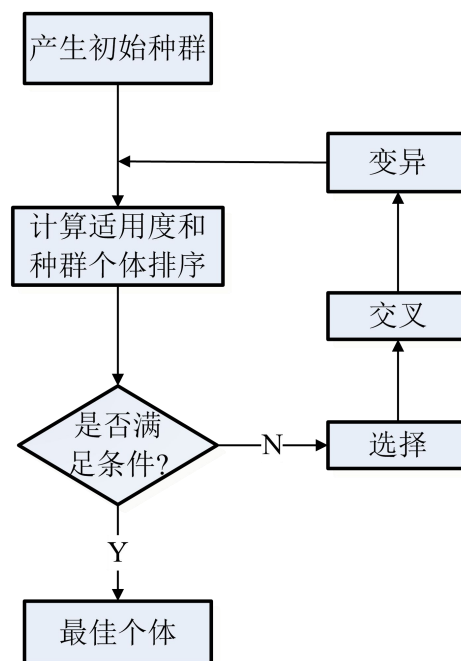 产生初始种群
变异
计算适用度和
种群个体排序
交叉
是否满
足条件?
N
选择
Y
最佳个体